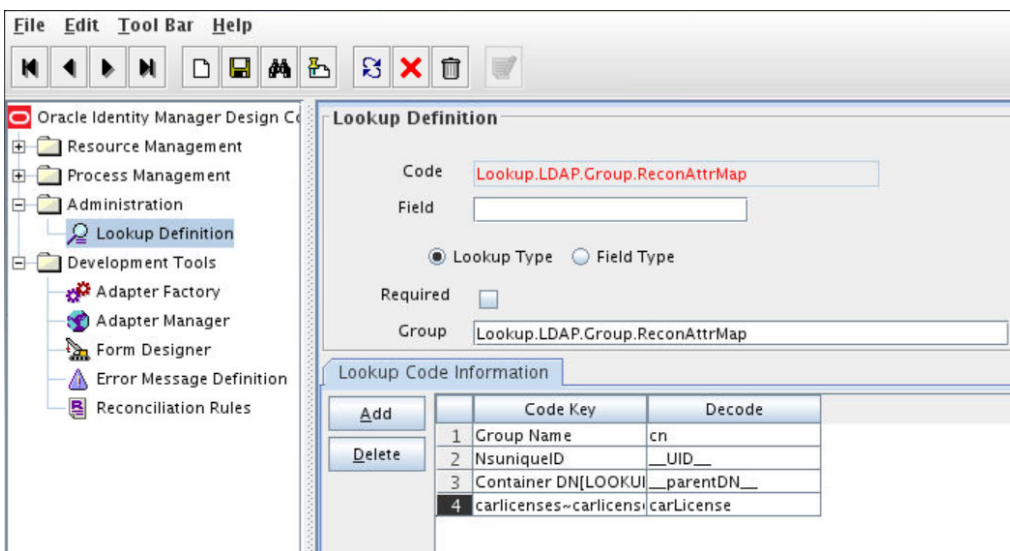 File Edit Tool Bar Help
Oracle Identity Manager Design Co
Resource Management
Process Management
Administration
Lookup Definition
Development Tools
Adapter Factory
Adapter Manager
Form Designer
Error Message Definition
Reconciliation Rules
Lookup Definition
Code Lookup.LDAP.Group.ReconAttrMap
Field
Lookup Type Field Type
Required
Group Lookup.LDAP.Group.ReconAttrMap
Lookup Code Information
Add
Delete
Code Key Decode
1 Group Name cn
2 NsuniqueID __UID__
3 Container DN[LOOKUI __parentDN__
4 carlicenses~carlicens carLicense